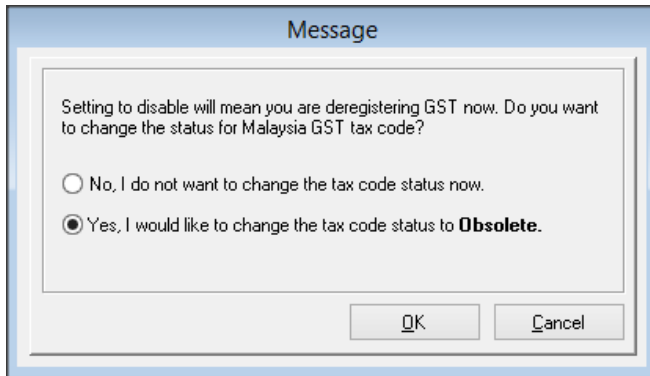 Message
Setting to disable will mean you are deregistering GST now. Do you want
to change the status for Malaysia GST tax code?
No, I do not want to change the tax code status now.
Yes, I would like to change the tax code status to Obsolete.
OK Cancel